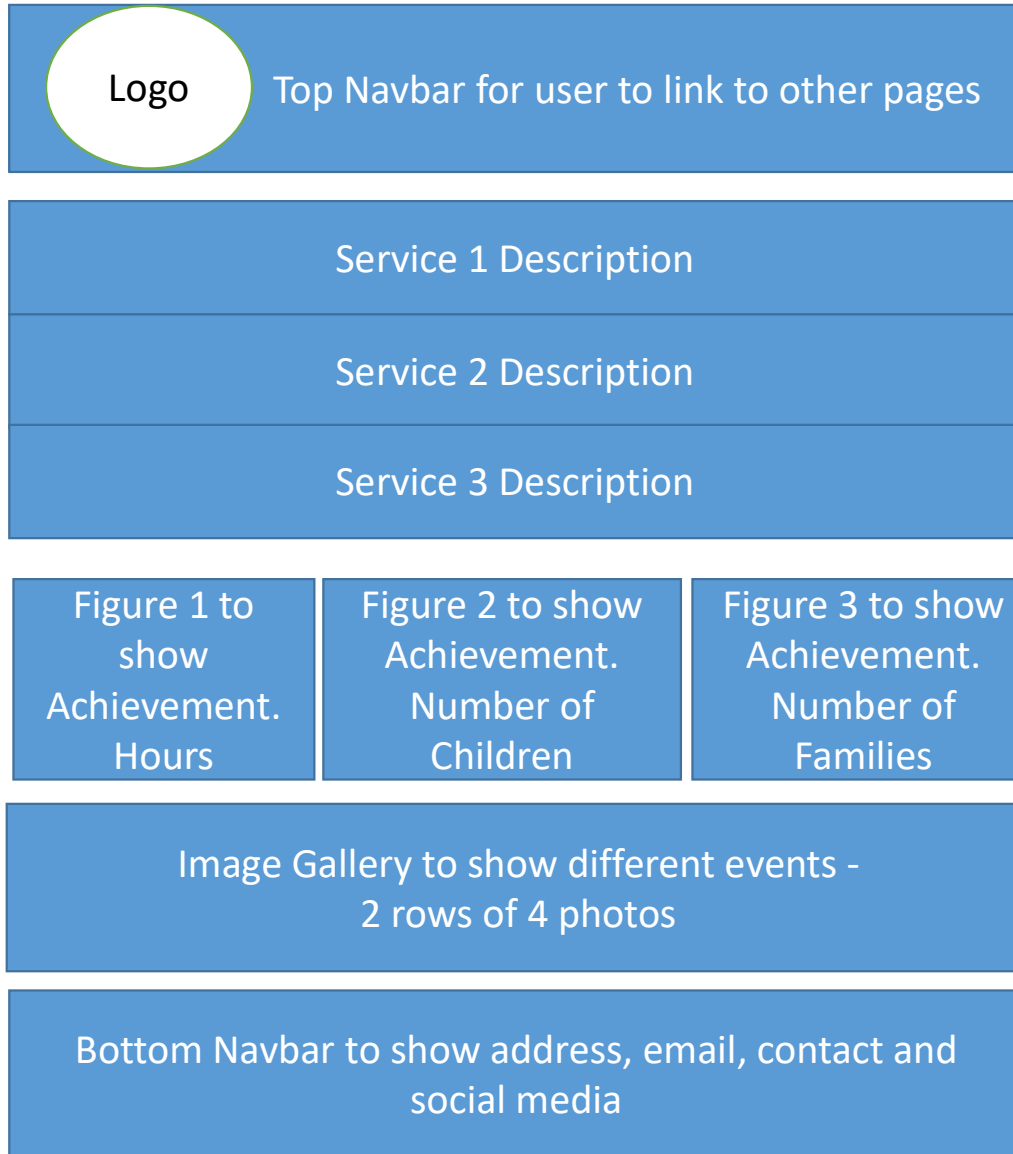 Logo
Top Navbar for user to link to other pages
Service 1 Description
Service 2 Description
Service 3 Description
Figure 1 to
show
Achievement.
Hours
Figure 2 to show
Achievement.
Number of
Children
Figure 3 to show
Achievement.
Number of
Families
Image Gallery to show different events -
2 rows of 4 photos
Bottom Navbar to show address, email, contact and
social media